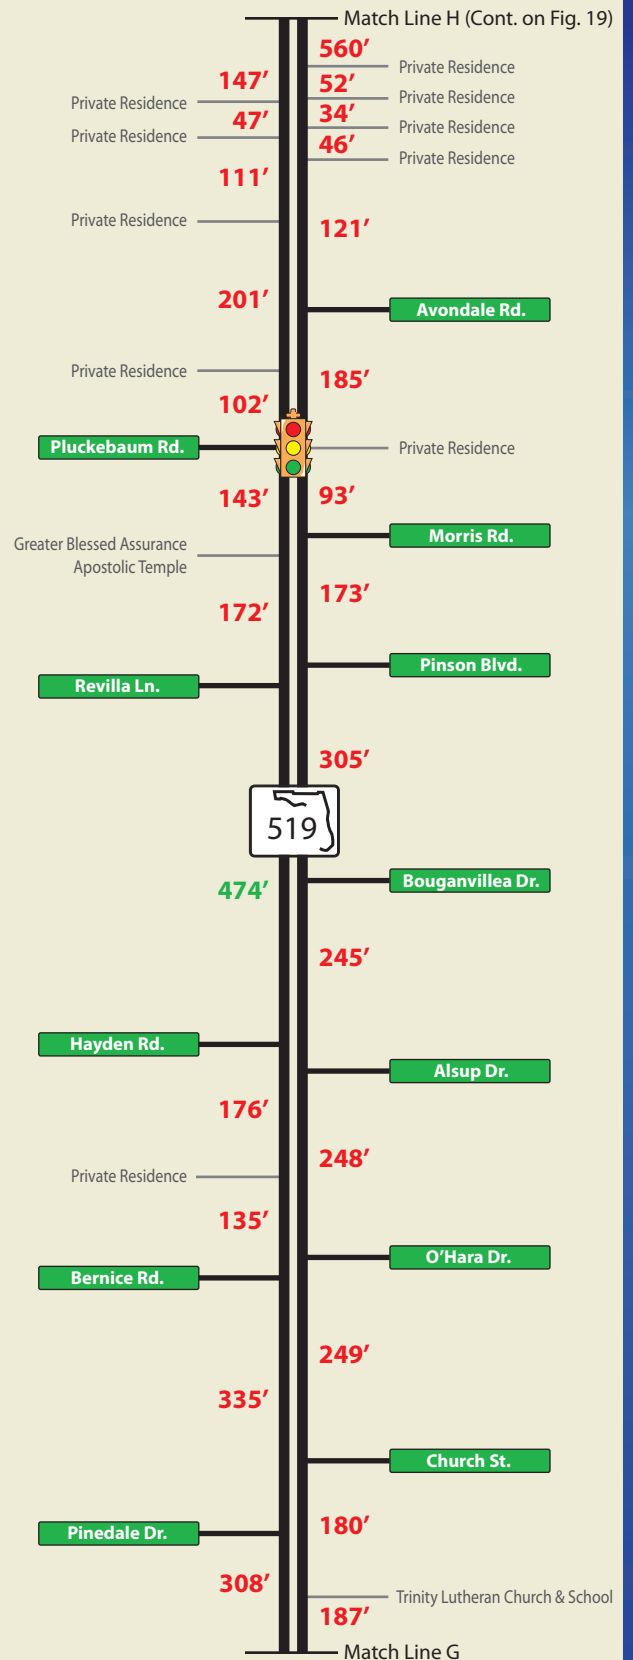 Match Line H (Cont. on Fig. 19)
560’
Private Residence
147’
52’
Private Residence
Private Residence
47’
34’
Private Residence
Private Residence
46’
Private Residence
111’
Private Residence
121’
201’
Avondale Rd.
Private Residence
185’
102’
Pluckebaum Rd.
Private Residence
143’
93’
Morris Rd.
Greater Blessed Assurance
Apostolic Temple
173’
172’
Pinson Blvd.
Revilla Ln.
305’
519
474’
Bouganvillea Dr.
245’
Hayden Rd.
Alsup Dr.
176’
248’
Private Residence
135’
O’Hara Dr.
Bernice Rd.
249’
335’
Church St.
180’
Pinedale Dr.
308’
Trinity Lutheran Church & School
187’
Match Line G